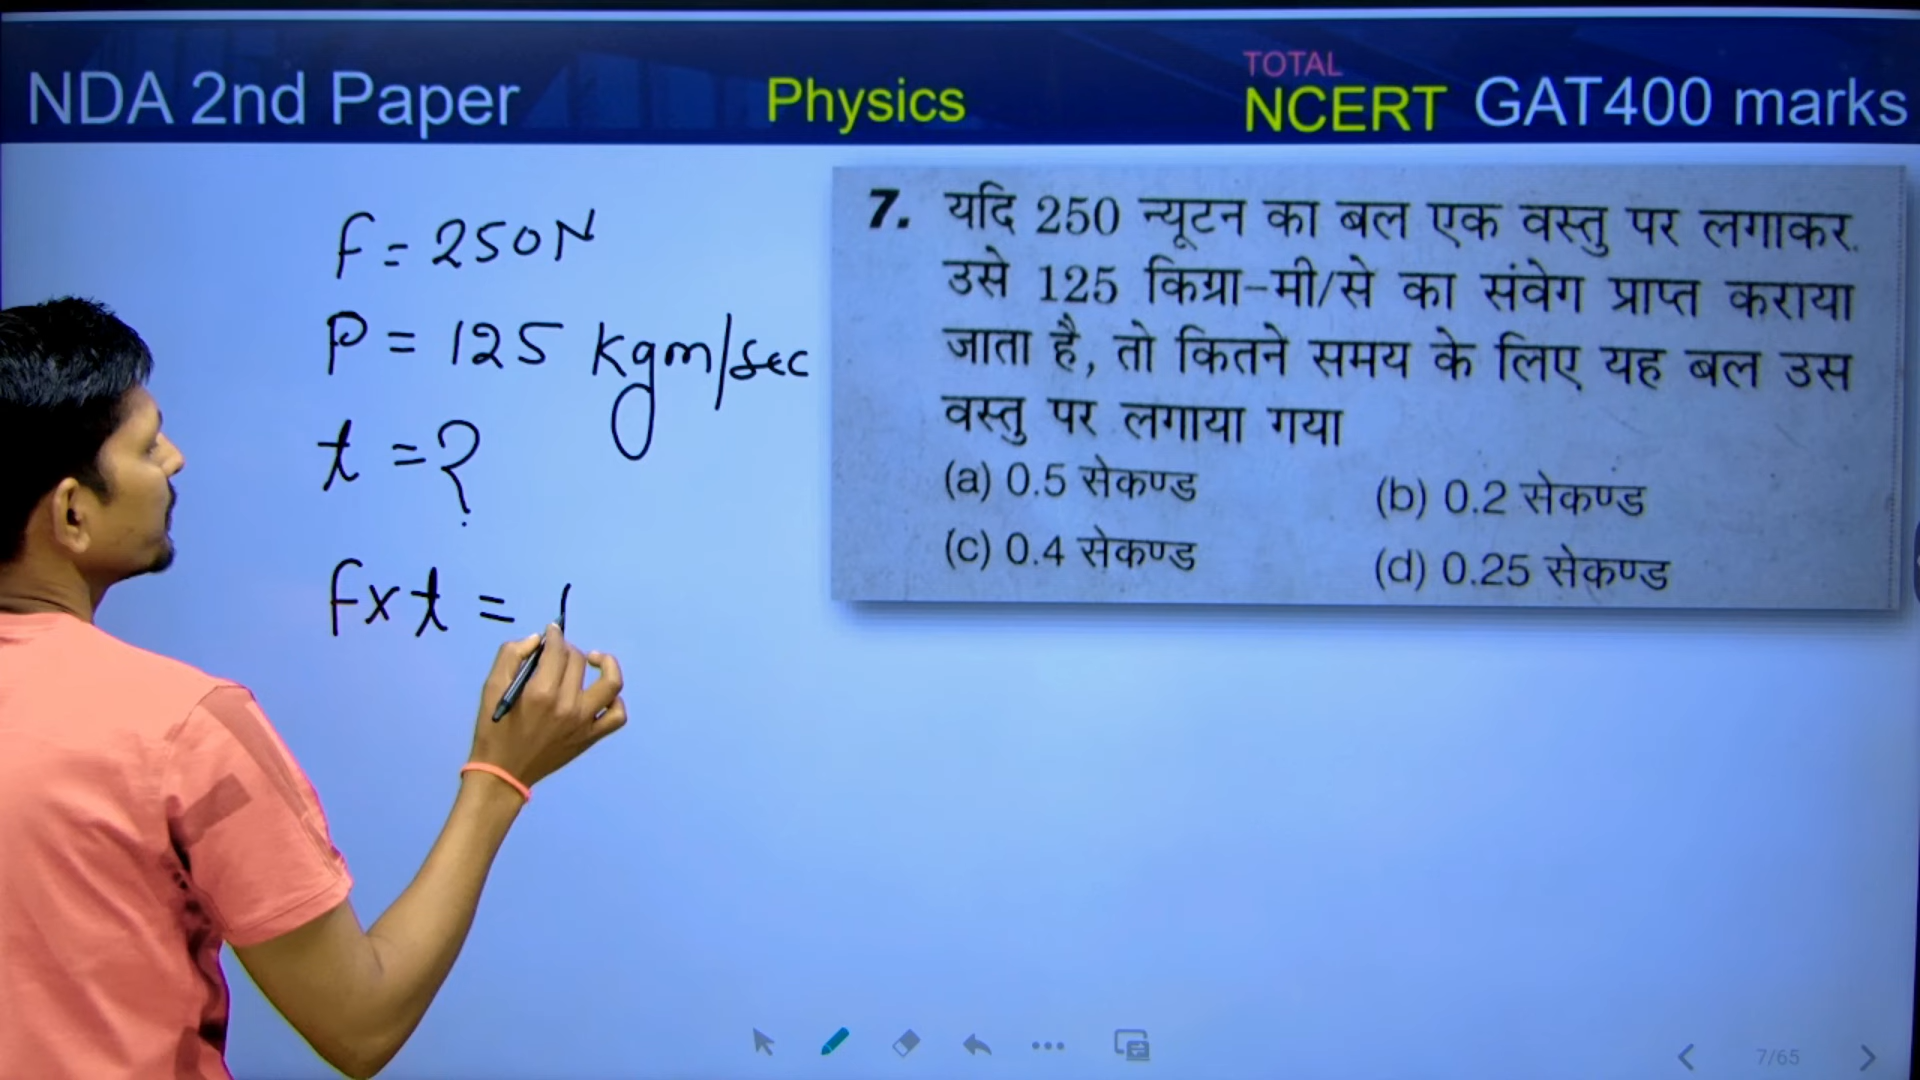 NDA 2nd Paper Physics TOTAL NCERT GAT400 marks
F = 250N
P = 125 kgm/sec
t = ?
F x t =
7. यदि 250 न्यूटन का बल एक वस्तु पर लगाकर
उसे 125 किग्रा-मी/से का संवेग प्राप्त कराया
जाता है, तो कितने समय के लिए यह बल उस
वस्तु पर लगाया गया
(a) 0.5 सेकण्ड (b) 0.2 सेकण्ड
(c) 0.4 सेकण्ड (d) 0.25 सेकण्ड
7/65